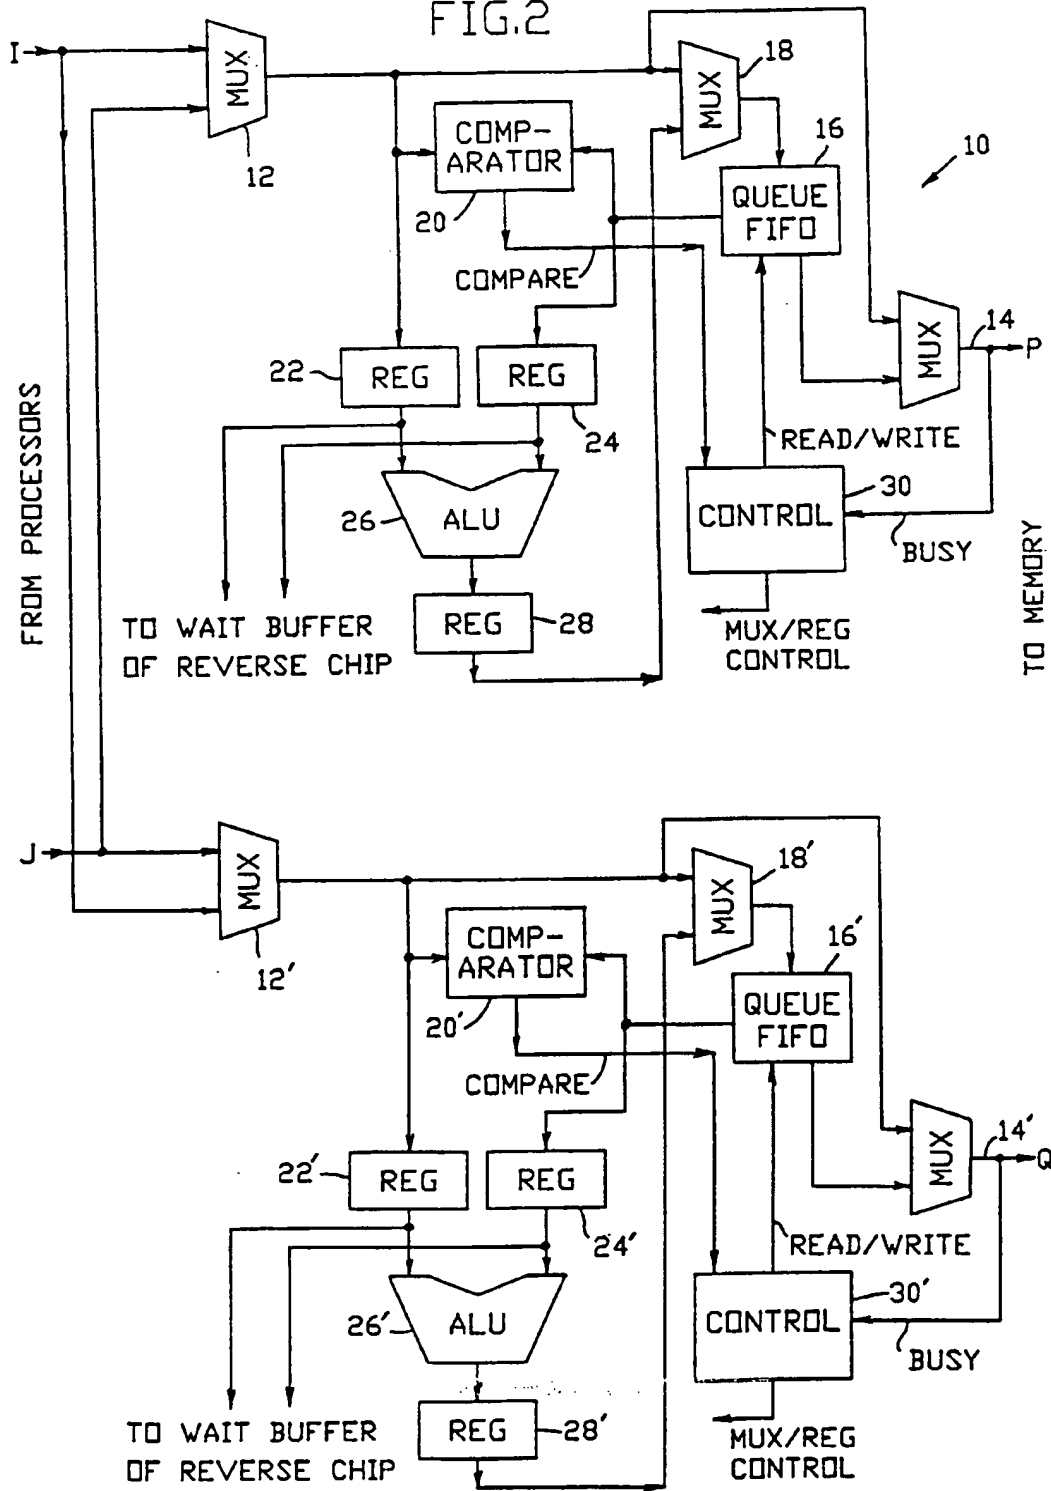 FIG.2
I
MUX
12
COMP-
ARATOR
20
MUX
18
16
QUEUE
FIFO
10
COMPARE
22
REG
REG
24
MUX
14
P
READ/WRITE
26
ALU
CONTROL
30
BUSY
FROM PROCESSORS
TO MEMORY
TO WAIT BUFFER
OF REVERSE CHIP
REG
28
MUX/REG
CONTROL
J
MUX
12'
COMP-
ARATOR
20'
MUX
18'
16'
QUEUE
FIFO
COMPARE
22'
REG
REG
24'
MUX
14'
Q
READ/WRITE
26'
ALU
CONTROL
30'
BUSY
TO WAIT BUFFER
OF REVERSE CHIP
REG
28'
MUX/REG
CONTROL